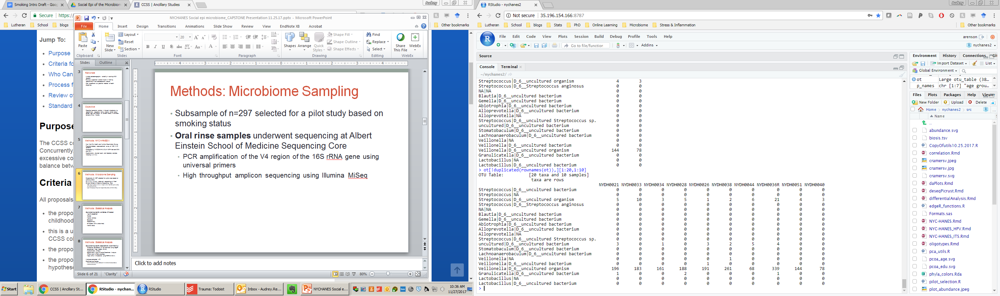 Smoking Intro Draft - Goog
Social Epi of the Microbiom
CCSS | Ancillary Studies
Audrey
Secure
https:/
Lutheran
School
blogs
Other bookmarks
Jump To:
Purpose
Criteria fo
Who Can
Process f
Review o
Standard
Purpose
The CCSS co
Concurrently,
excessive co
balance betw
Criteria
All proposals
the propo
childhood
this is a u
CCSS col
the propo
the propo
hypothese
NYCHANES Social epi microbiome_CAPSTONE Presentation 11.25.17.pptx - Microsoft PowerPoint
File Home Insert Design Transitions Animations Slide Show Review View EndNote X8 Acrobat
Paste
New Slide
Layout
Reset
Section
20
Shapes Arrange Quick Styles
Shape Fill
Shape Outline
Shape Effects
Find
Replace
Select
Share This File
WebEx
Clipboard Slides Font Paragraph Drawing Editing WebEx
Slides Outline
3
Rationale
4
Objective
5
Methods: NYC HANES II
6
Methods: Microbiome Sampling
7
Methods: Statistical Analysis
8
Methods: Statistical Analysis
Methods: Microbiome Sampling
• Subsample of n=297 selected for a pilot study based on
smoking status
• Oral rinse samples underwent sequencing at Albert
Einstein School of Medicine Sequencing Core
• PCR amplification of the V4 region of the 16S rRNA gene using
universal primers
• High throughput amplicon sequencing using Illumina MiSeq
Click to add notes
Slide 6 of 21 "Clarity" 80%
Start
CCSS | Ancillary St...
RStudio - nychan...
RStudio
Trauma: Todoist
Inbox - Audrey.Re...
NYCHANES Social e...
10:36 AM
11/27/2017
RStudio - nychanes2
Audrey
Not secure 35.196.154.166:8787
Lutheran School blogs Stats PhD Online Learning Microbiome Stress & Inflammation Other bookmarks
File Edit Code View Plots Session Build Debug Profile Tools Help
arenson
Go to file/function
Addins
nychanes2
Source
Console Terminal
~/nychanes2/
Streptococcus|D_6__uncultured organism 4 3
Streptococcus|D_6__Streptococcus anginosus 0 0
NA|NA 0 0
Blautia|D_6__uncultured bacterium 0 0
Gemella|D_6__uncultured bacterium 0 0
Abiotrophia|D_6__uncultured bacterium 0 0
Alloprevotella|D_6__uncultured bacterium 0 0
Alloprevotella|NA 0 0
Streptococcus|D_6__uncultured Streptococcus sp. 0 0
uncultured|D_6__uncultured bacterium 0 0
Stomatobaculum|D_6__uncultured bacterium 0 0
Lachnoanaerobaculum|D_6__uncultured bacterium 0 0
Veillonella|NA 0 0
Veillonella|D_6__uncultured bacterium 0 0
Veillonella|D_6__uncultured organism 144 78
Granulicatella|D_6__uncultured bacterium 0 0
Lactobacillus|NA 0 0
Lactobacillus|D_6__uncultured bacterium 0 0
> ot[!duplicated(rownames(ot)),][1:20,1:10]
OTU Table: [20 taxa and 10 samples]
taxa are rows
NYDH0021 NYDH0033 NYDH0034 NYDH0028 NYDH0026 NYDH0038 NYDH0044 NYDH0036R NYDH0051 NYDH0040
Streptococcus|D_6__uncultured bacterium 0 0 0 0 0 0 0 0 0 0
Streptococcus|NA 0 0 0 0 0 0 0 0 0 0
Streptococcus|D_6__uncultured organism 5 10 3 5 1 2 6 21 4 3
Streptococcus|D_6__Streptococcus anginosus 0 0 0 0 0 0 0 0 0 0
NA|NA 0 0 0 0 0 0 0 0 0 0
Blautia|D_6__uncultured bacterium 0 0 0 0 0 0 0 0 0 0
Gemella|D_6__uncultured bacterium 0 0 0 0 0 0 0 0 0 0
Abiotrophia|D_6__uncultured bacterium 0 0 0 0 0 0 0 0 0 0
Alloprevotella|D_6__uncultured bacterium 0 0 0 0 0 0 0 0 0 0
Alloprevotella|NA 0 0 0 0 0 0 0 0 0 0
Streptococcus|D_6__uncultured Streptococcus sp. 0 0 0 0 0 0 0 0 0 0
uncultured|D_6__uncultured bacterium 3 0 1 0 3 2 5 4 0 0
Stomatobaculum|D_6__uncultured bacterium 0 0 0 0 0 0 0 0 0 0
Lachnoanaerobaculum|D_6__uncultured bacterium 0 0 0 0 0 0 0 0 0 0
Veillonella|NA 0 0 0 0 0 1 0 0 0 0
Veillonella|D_6__uncultured bacterium 0 0 0 0 1 0 0 0 0 0
Veillonella|D_6__uncultured organism 196 183 161 188 191 261 68 339 144 78
Granulicatella|D_6__uncultured bacterium 1 0 0 2 0 0 0 1 0 0
Lactobacillus|NA 0 0 0 0 0 0 0 0 0 0
Lactobacillus|D_6__uncultured bacterium 0 0 0 0 0 0 0 0 0 0
>
Environment History Connections Git
Import Dataset List
Global Environment
ot Large otu_table (38...
p_names chr [1:7] "age grou...
Files Plots Packages Help Viewer
New Folder Upload Delete
Home nychanes2 src
Name
..
abundance.svg
biosis.tsv
CopyOfutils10.25.2017.R
correlation.Rmd
cramersv.jpeg
cramersv.jpg
cramersv.svg
daPlots.Rmd
deseqPicrust.Rmd
differentialAnalysis.Rmd
edgeR_functions.R
Formats.sas
NYC-HANES.Rmd
NYC-HANES_HPV.Rmd
NYC-HANES_ITS.Rmd
oligotypes.Rmd
pca_utils.R
pcoa_age.svg
pcoa_edu.svg
phyla_colors.Rda
pilot_selection.R
plot_abundance.jpeg